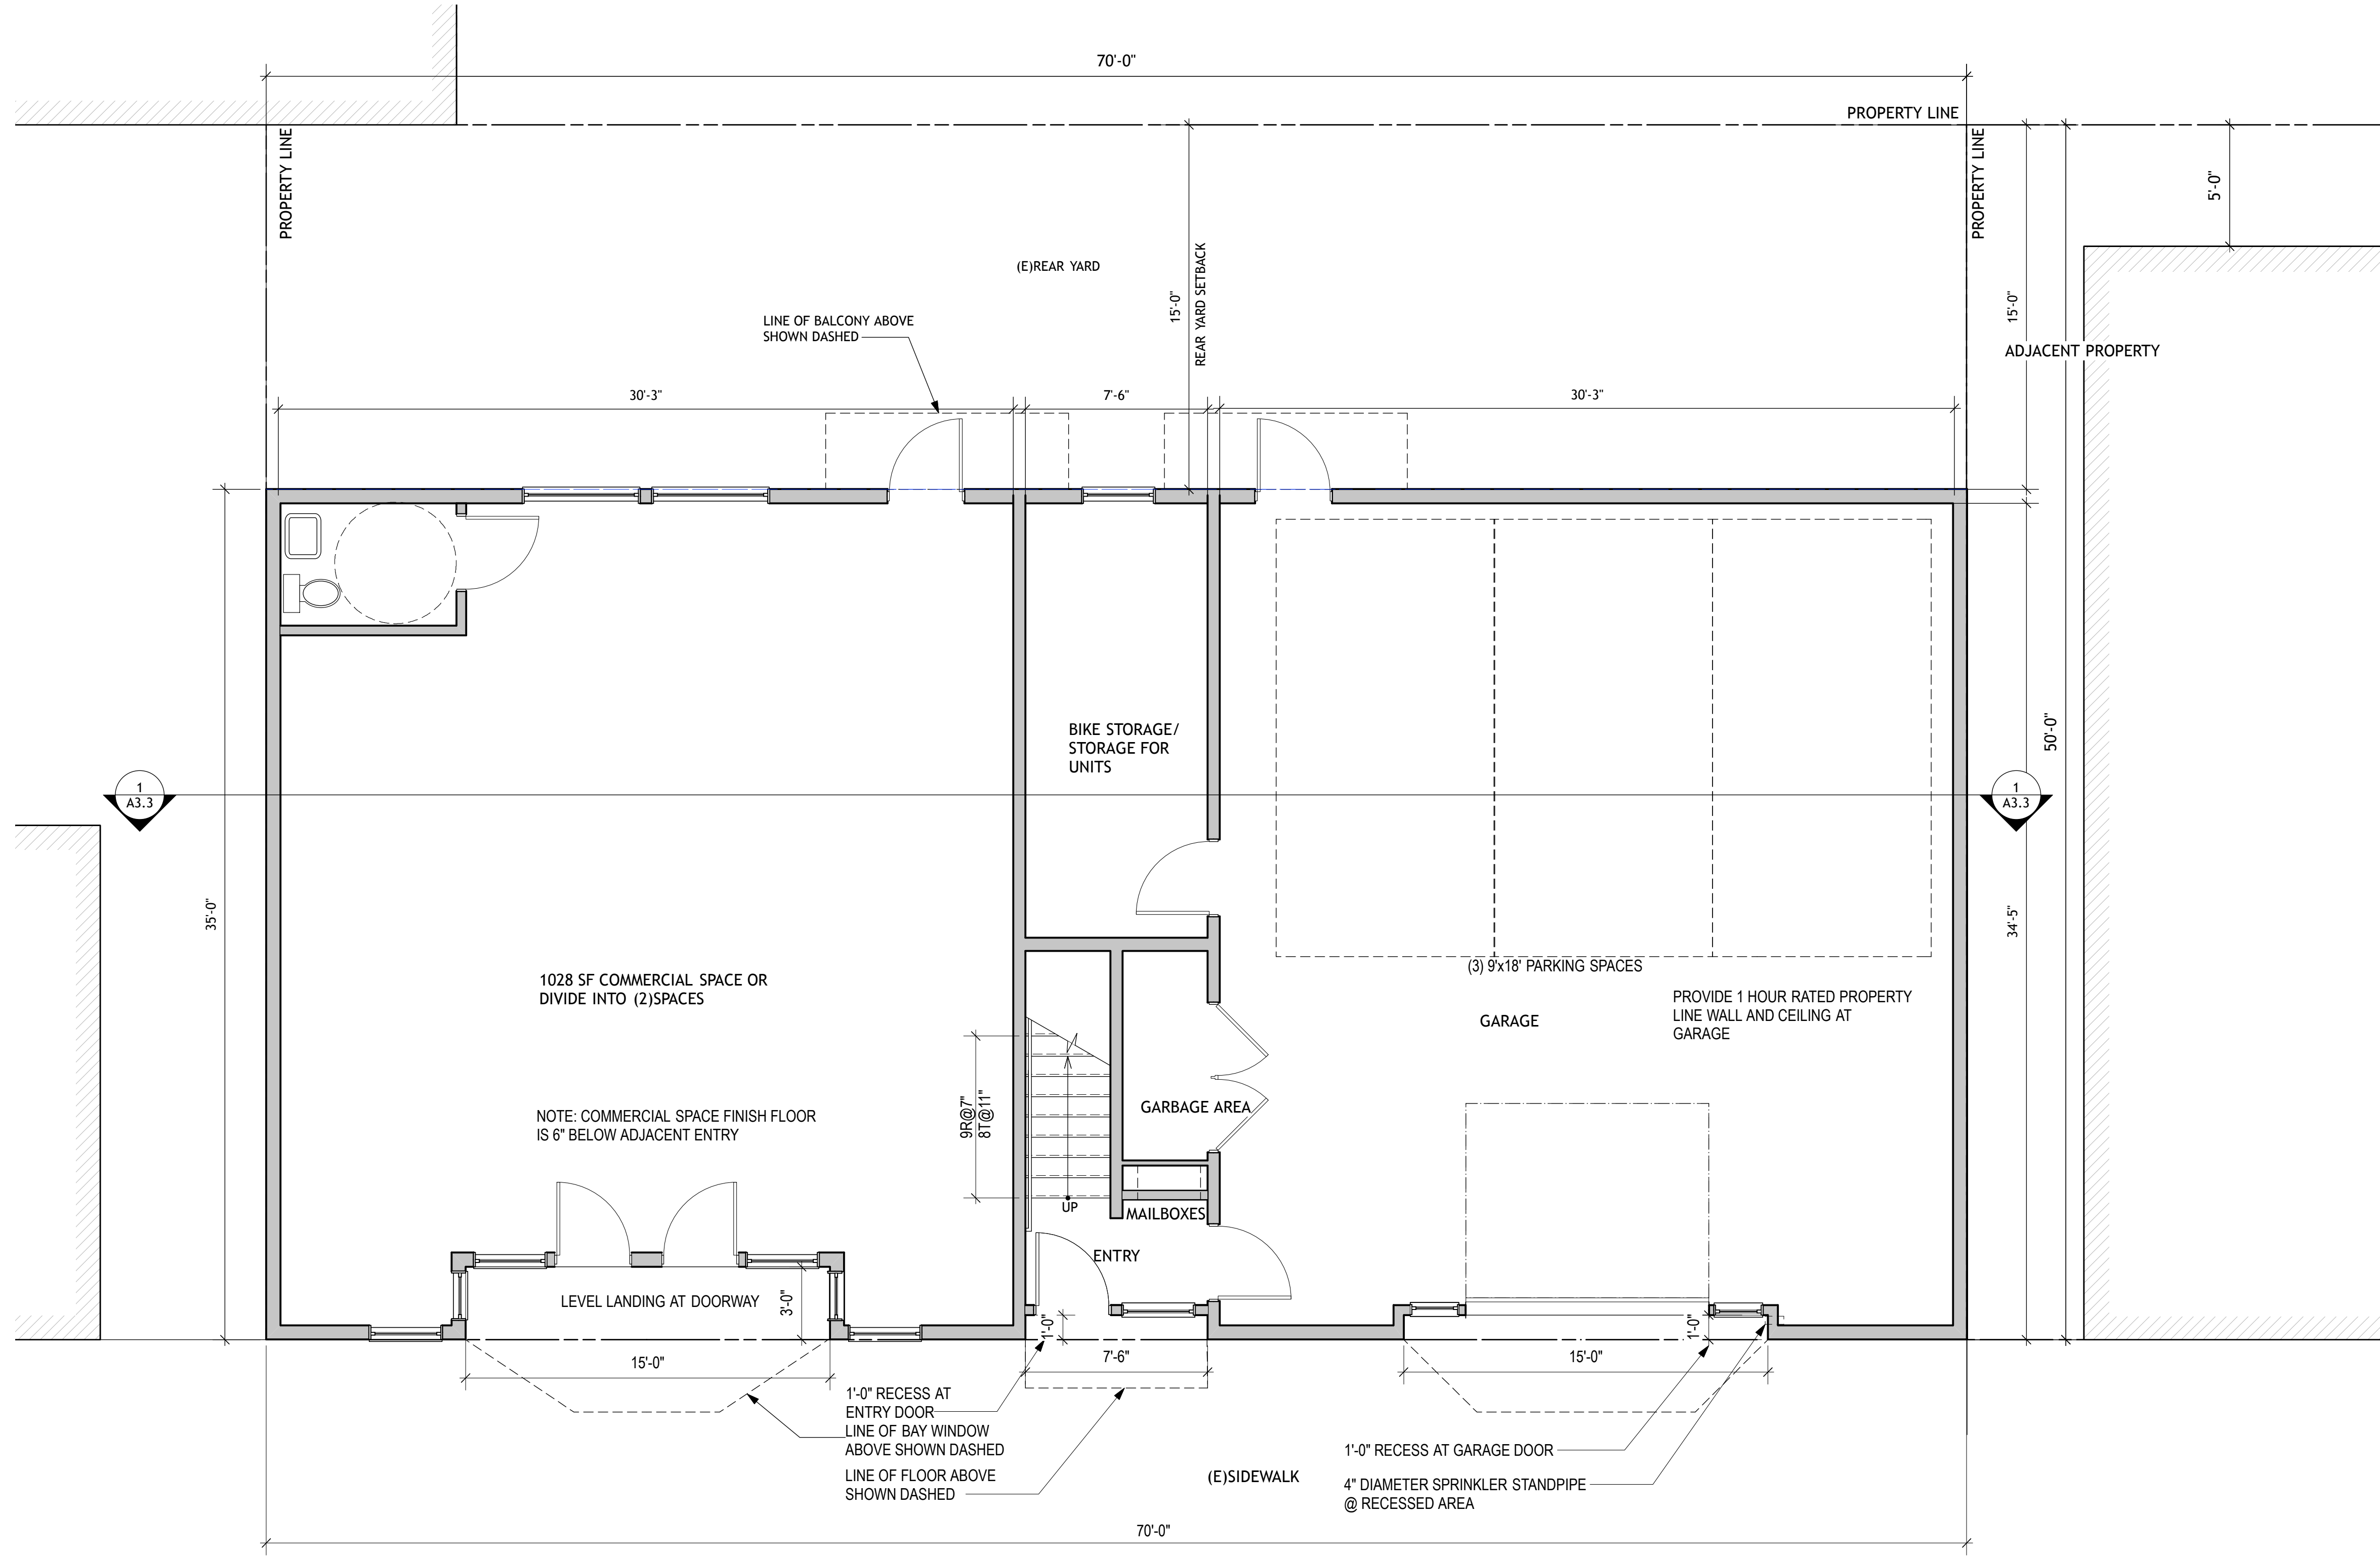 70'-0"
PROPERTY LINE
PROPERTY LINE
PROPERTY LINE
5'-0"
(E)REAR YARD
15'-0"
REAR YARD SETBACK
15'-0"
LINE OF BALCONY ABOVE
SHOWN DASHED
ADJACENT PROPERTY
30'-3"
7'-6"
30'-3"
BIKE STORAGE/
STORAGE FOR
UNITS
50'-0"
1
A3.3
1
A3.3
35'-0"
34'-5"
1028 SF COMMERCIAL SPACE OR
DIVIDE INTO (2)SPACES
(3) 9'x18' PARKING SPACES
GARAGE
PROVIDE 1 HOUR RATED PROPERTY
LINE WALL AND CEILING AT
GARAGE
NOTE: COMMERCIAL SPACE FINISH FLOOR
IS 6" BELOW ADJACENT ENTRY
9R@7"
8T@11"
GARBAGE AREA
UP
MAILBOXES
ENTRY
LEVEL LANDING AT DOORWAY
3'-0"
1'-0"
1'-0"
15'-0"
7'-6"
15'-0"
1'-0" RECESS AT
ENTRY DOOR
LINE OF BAY WINDOW
ABOVE SHOWN DASHED
LINE OF FLOOR ABOVE
SHOWN DASHED
(E)SIDEWALK
1'-0" RECESS AT GARAGE DOOR
4" DIAMETER SPRINKLER STANDPIPE
@ RECESSED AREA
70'-0"